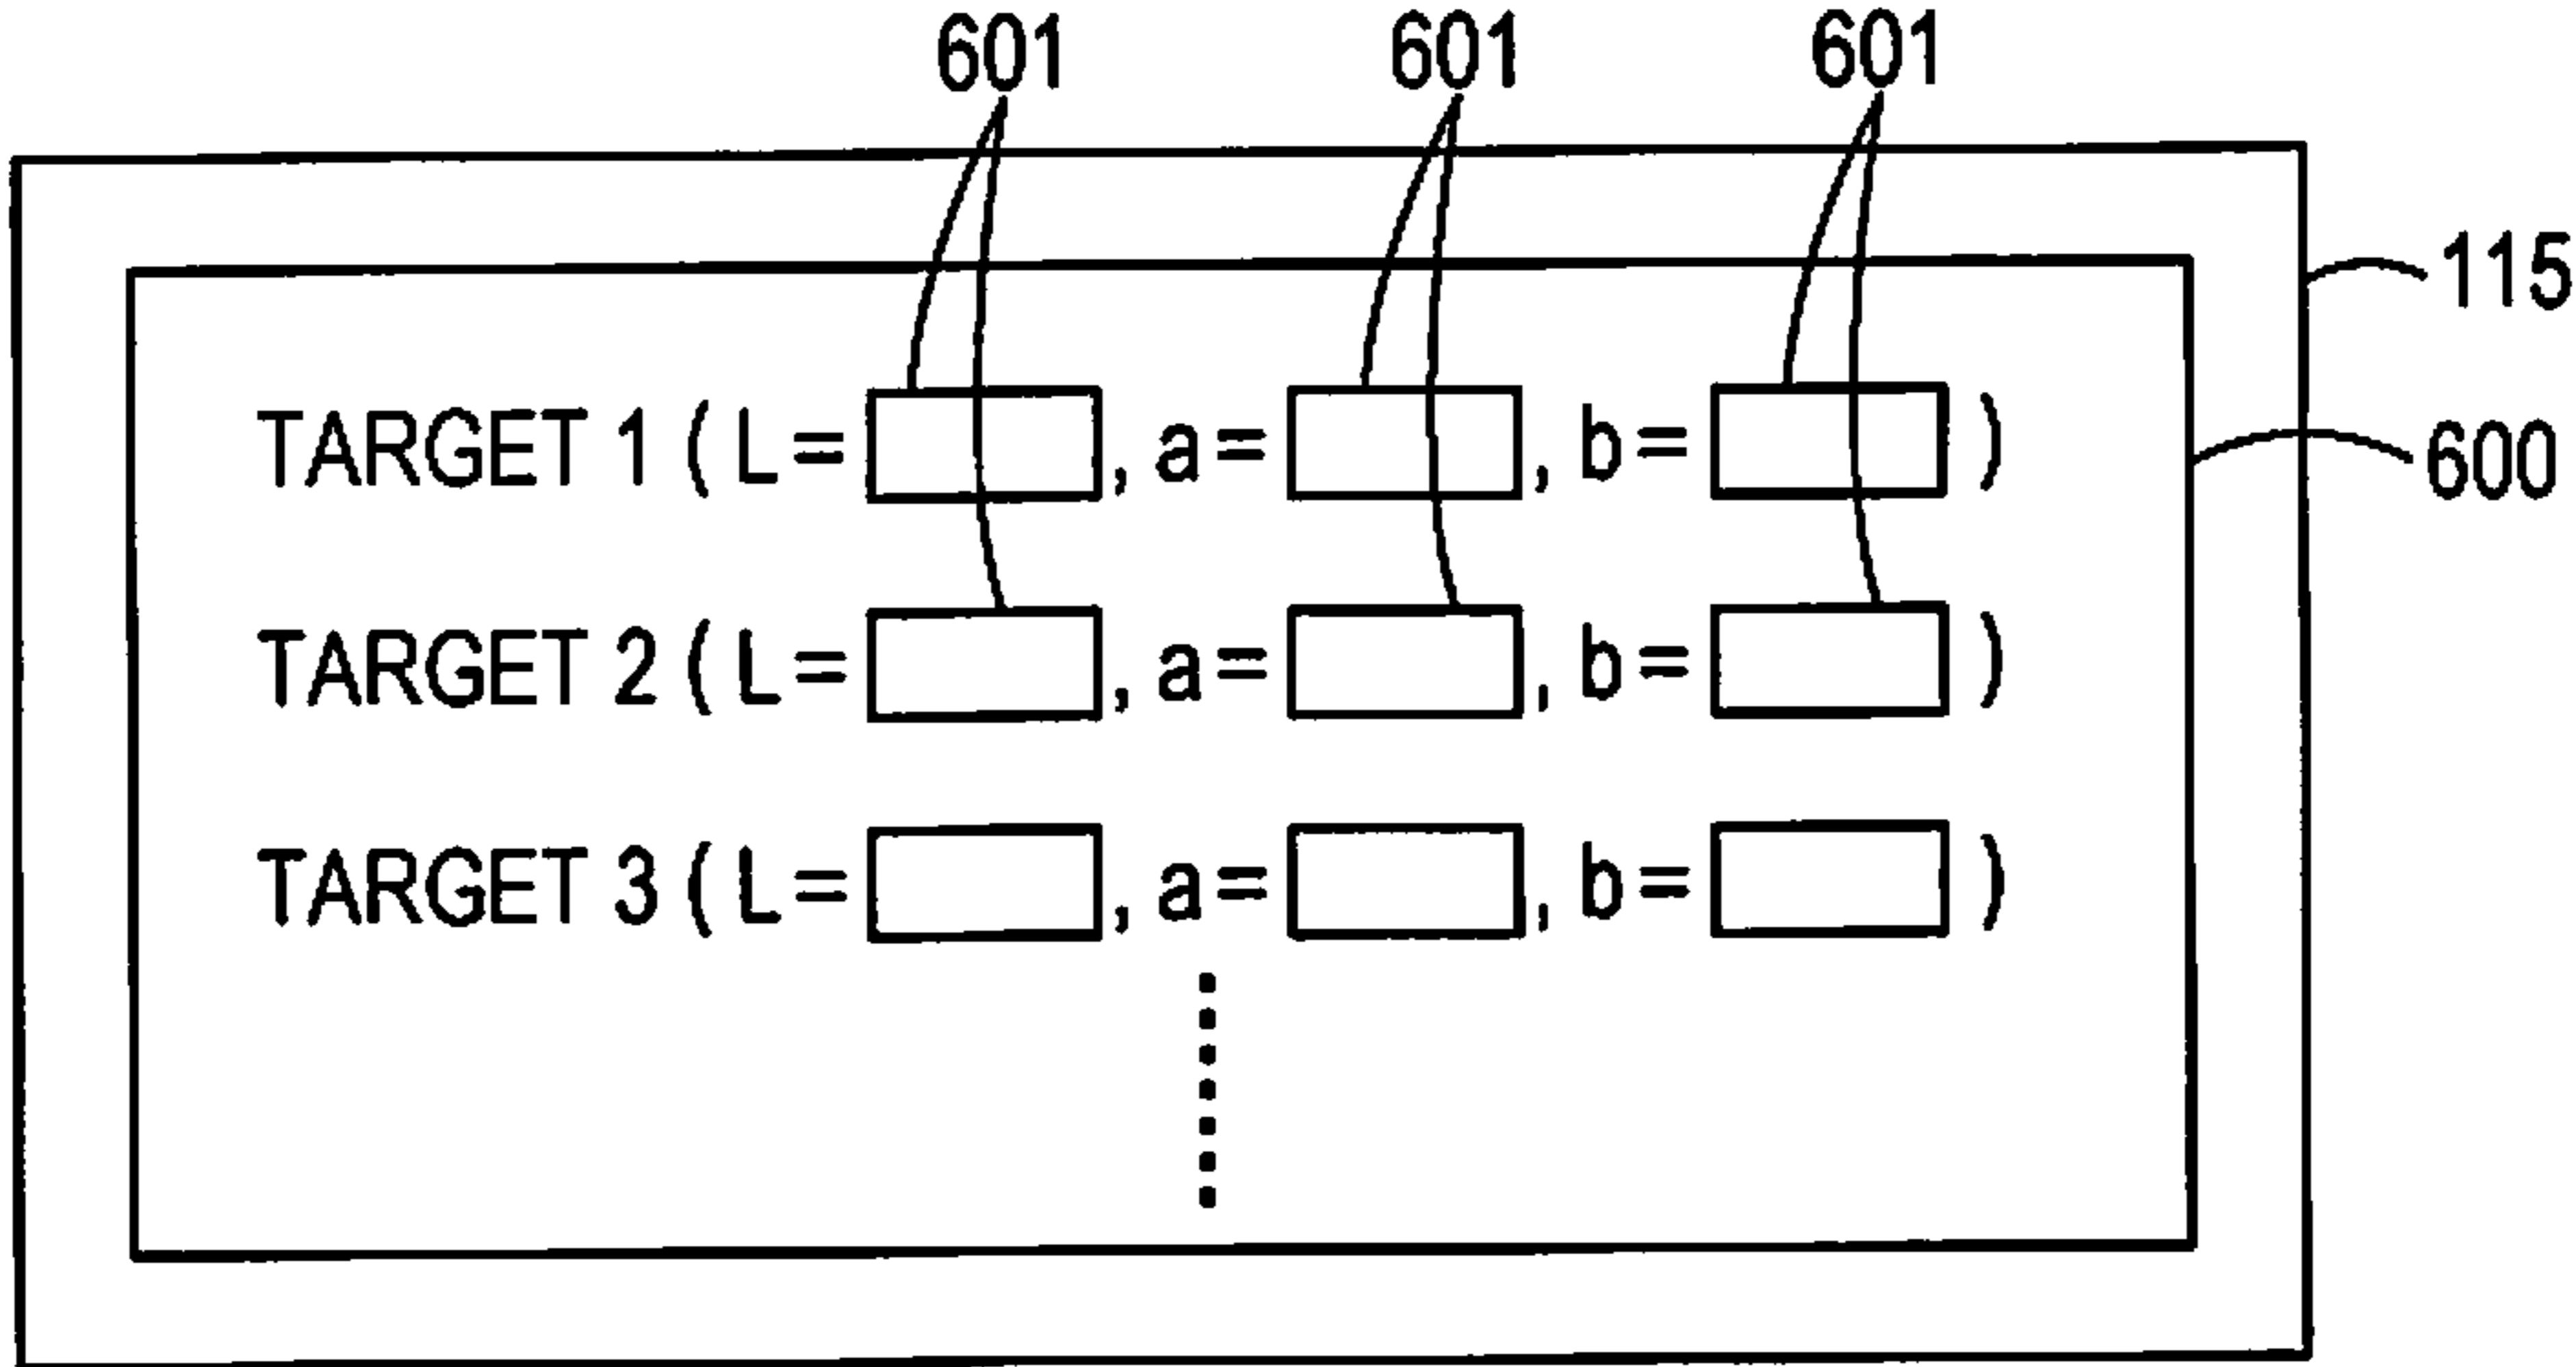 601 601 601
115
TARGET 1 ( L= , a= , b= )
600
TARGET 2 ( L= , a= , b= )
TARGET 3 ( L= , a= , b= )